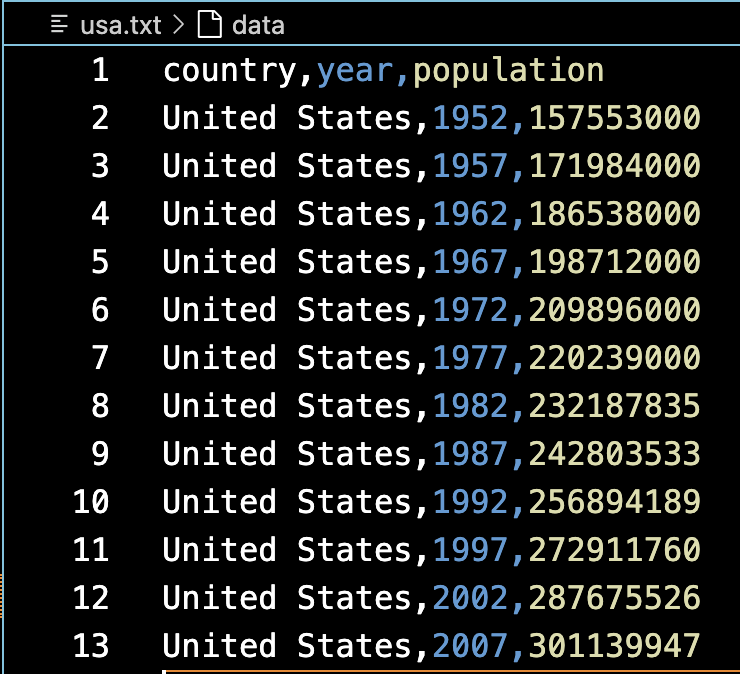 usa.txt > data
1 country,year,population
2 United States,1952,157553000
3 United States,1957,171984000
4 United States,1962,186538000
5 United States,1967,198712000
6 United States,1972,209896000
7 United States,1977,220239000
8 United States,1982,232187835
9 United States,1987,242803533
10 United States,1992,256894189
11 United States,1997,272911760
12 United States,2002,287675526
13 United States,2007,301139947